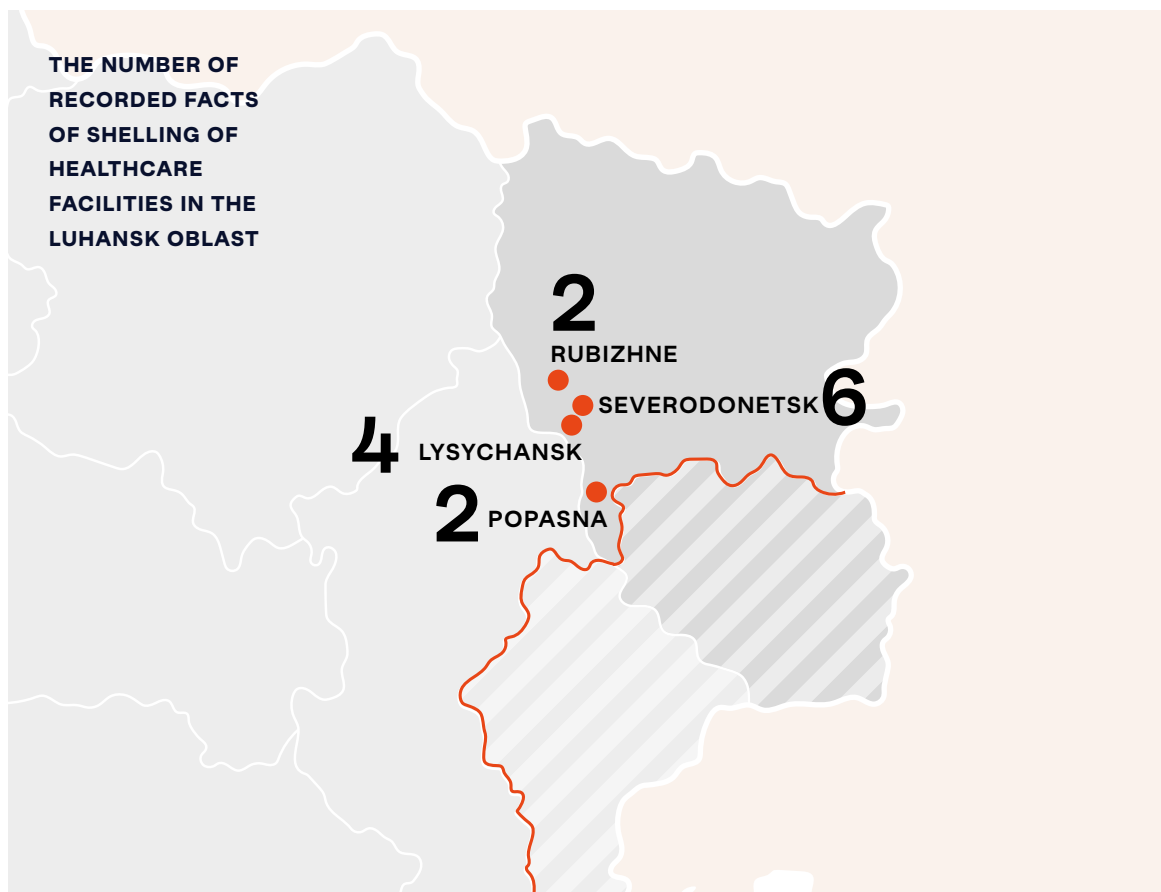 THE NUMBER OF
RECORDED FACTS
OF SHELLING OF
HEALTHCARE
FACILITIES IN THE
LUHANSK OBLAST
2
RUBIZHNE
SEVERODONETSK 6
4 LYSYCHANSK
2 POPASNA